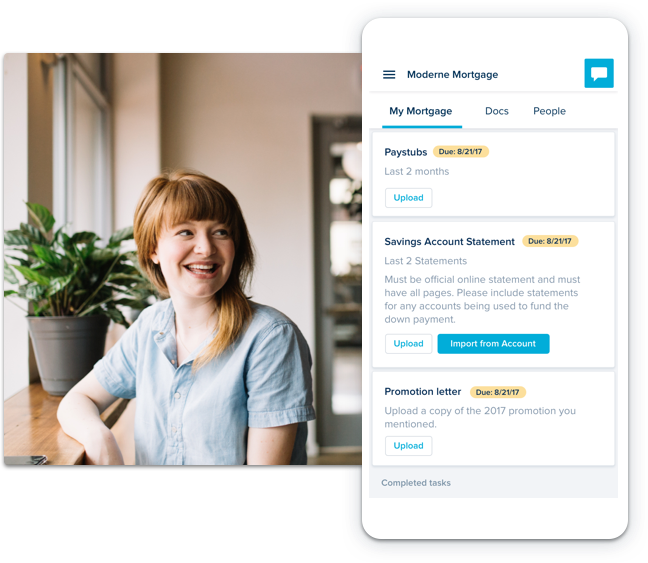 Moderne Mortgage
My Mortgage Docs People
Paystubs Due: 8/21/17
Last 2 months
Upload
Savings Account Statement Due: 8/21/17
Last 2 Statements
Must be official online statement and must
have all pages. Please include statements
for any accounts being used to fund the
down payment.
Upload Import from Account
Promotion letter Due: 8/21/17
Upload a copy of the 2017 promotion you
mentioned.
Upload
Completed tasks